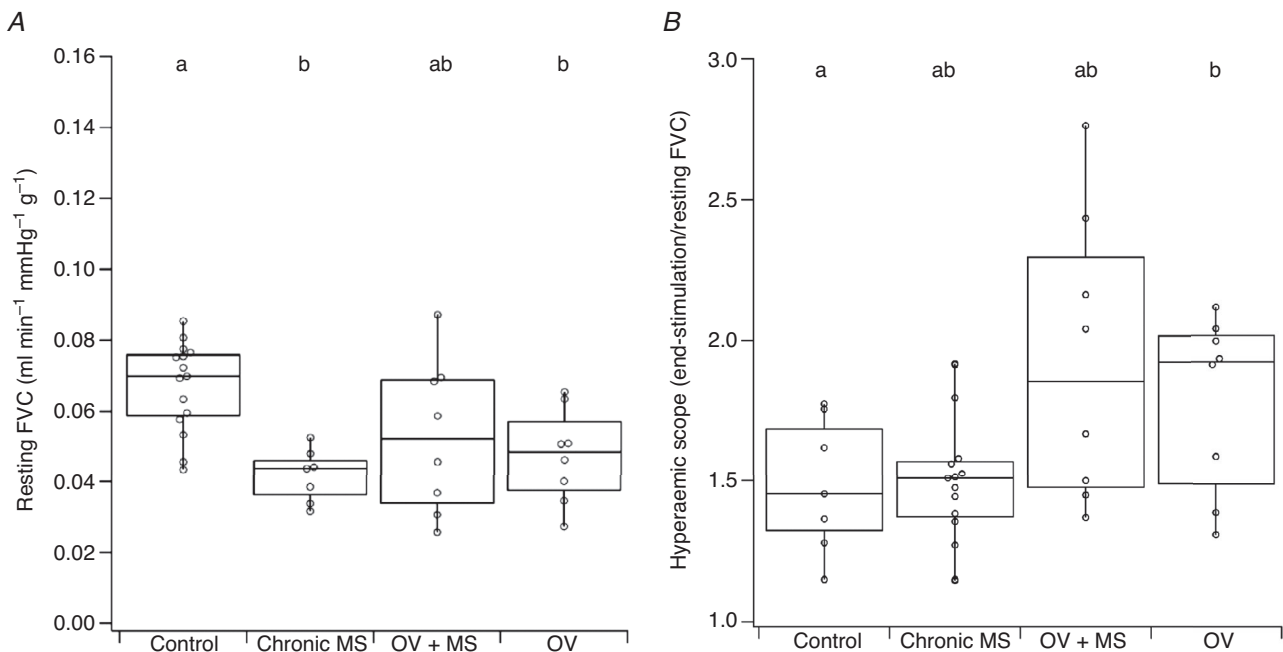 A
Resting FVC (ml min⁻¹ mmHg⁻¹ g⁻¹)
0.16
0.14
0.12
0.10
0.08
0.06
0.04
0.02
0.00
a b ab b
Control Chronic MS OV + MS OV
B
Hyperaemic scope (end-stimulation/resting FVC)
3.0
2.5
2.0
1.5
1.0
a ab ab b
Control Chronic MS OV + MS OV